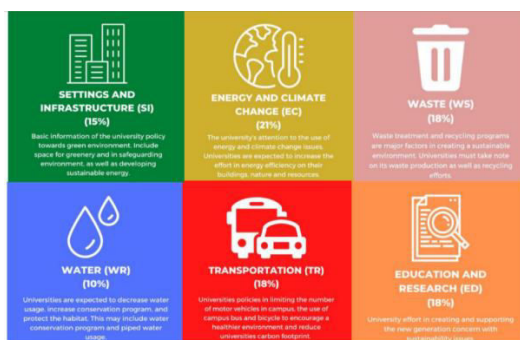 SETTINGS AND
INFRASTRUCTURE (SI)
(15%)
Basic information of the university policy
towards green environment. Include
space for greenery and in safeguarding
environment, as well as developing
sustainable energy.
ENERGY AND CLIMATE
CHANGE (EC)
(21%)
The university's attention to the use of
energy and climate change issues.
Universities are expected to increase the
effort in energy efficiency on their
buildings, nature and resources.
WASTE (WS)
(18%)
Waste treatment and recycling programs
are major factors in creating a sustainable
environment. Universities must take note
on its waste production as well as recycling
efforts.
WATER (WR)
(10%)
Universities are expected to decrease water
usage, increase conservation program, and
protect the habitat. This may include water
conservation program and piped water
usage.
TRANSPORTATION (TR)
(18%)
Universities policies in limiting the number
of motor vehicles in campus, the use of
campus bus and bicycle to encourage a
healthier environment and reduce
universities carbon footprint.
EDUCATION AND
RESEARCH (ED)
(18%)
University effort in creating and supporting
the new generation concern with
sustainability issues